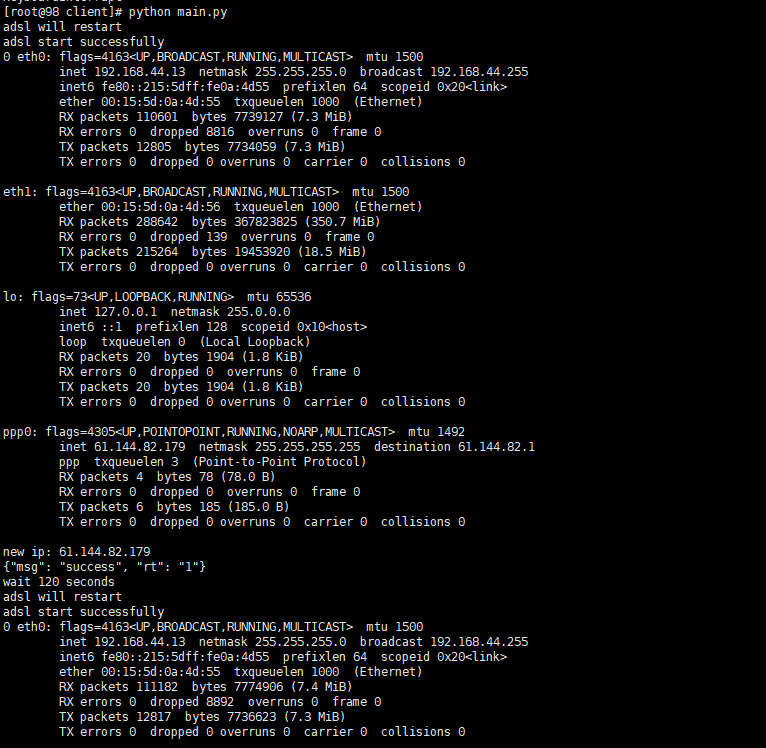 [root@98 client]# python main.py
adsl will restart
adsl start successfully
0 eth0: flags=4163<UP,BROADCAST,RUNNING,MULTICAST>  mtu 1500
        inet 192.168.44.13  netmask 255.255.255.0  broadcast 192.168.44.255
        inet6 fe80::215:5dff:fe0a:4d55  prefixlen 64  scopeid 0x20<link>
        ether 00:15:5d:0a:4d:55  txqueuelen 1000  (Ethernet)
        RX packets 110601  bytes 7739127 (7.3 MiB)
        RX errors 0  dropped 8816  overruns 0  frame 0
        TX packets 12805  bytes 7734059 (7.3 MiB)
        TX errors 0  dropped 0 overruns 0  carrier 0  collisions 0

eth1: flags=4163<UP,BROADCAST,RUNNING,MULTICAST>  mtu 1500
        ether 00:15:5d:0a:4d:56  txqueuelen 1000  (Ethernet)
        RX packets 288642  bytes 367823825 (350.7 MiB)
        RX errors 0  dropped 139  overruns 0  frame 0
        TX packets 215264  bytes 19453920 (18.5 MiB)
        TX errors 0  dropped 0 overruns 0  carrier 0  collisions 0

lo: flags=73<UP,LOOPBACK,RUNNING>  mtu 65536
        inet 127.0.0.1  netmask 255.0.0.0
        inet6 ::1  prefixlen 128  scopeid 0x10<host>
        loop  txqueuelen 0  (Local Loopback)
        RX packets 20  bytes 1904 (1.8 KiB)
        RX errors 0  dropped 0  overruns 0  frame 0
        TX packets 20  bytes 1904 (1.8 KiB)
        TX errors 0  dropped 0 overruns 0  carrier 0  collisions 0

ppp0: flags=4305<UP,POINTOPOINT,RUNNING,NOARP,MULTICAST>  mtu 1492
        inet 61.144.82.179  netmask 255.255.255.255  destination 61.144.82.1
        ppp  txqueuelen 3  (Point-to-Point Protocol)
        RX packets 4  bytes 78 (78.0 B)
        RX errors 0  dropped 0  overruns 0  frame 0
        TX packets 6  bytes 185 (185.0 B)
        TX errors 0  dropped 0 overruns 0  carrier 0  collisions 0

new ip: 61.144.82.179
{"msg": "success", "rt": "1"}
wait 120 seconds
adsl will restart
adsl start successfully
0 eth0: flags=4163<UP,BROADCAST,RUNNING,MULTICAST>  mtu 1500
        inet 192.168.44.13  netmask 255.255.255.0  broadcast 192.168.44.255
        inet6 fe80::215:5dff:fe0a:4d55  prefixlen 64  scopeid 0x20<link>
        ether 00:15:5d:0a:4d:55  txqueuelen 1000  (Ethernet)
        RX packets 111182  bytes 7774906 (7.4 MiB)
        RX errors 0  dropped 8892  overruns 0  frame 0
        TX packets 12817  bytes 7736623 (7.3 MiB)
        TX errors 0  dropped 0 overruns 0  carrier 0  collisions 0